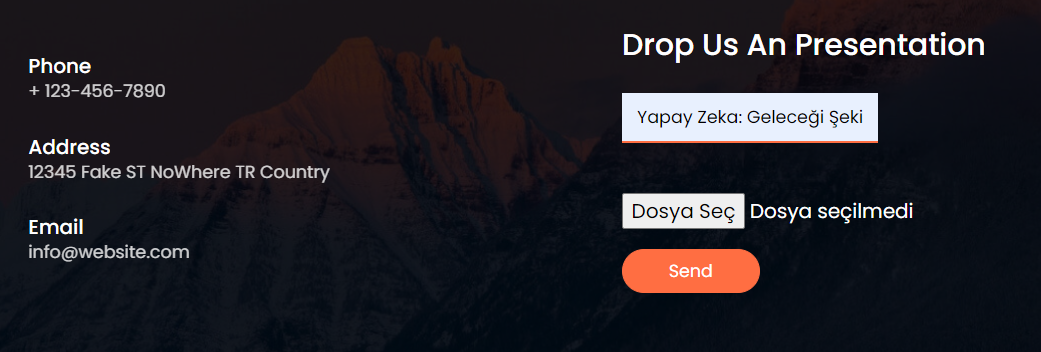 Phone
+ 123-456-7890
Address
12345 Fake ST NoWhere TR Country
Email
info@website.com
Drop Us An Presentation
Yapay Zeka: Geleceği Şeki
Dosya Seç Dosya seçilmedi
Send